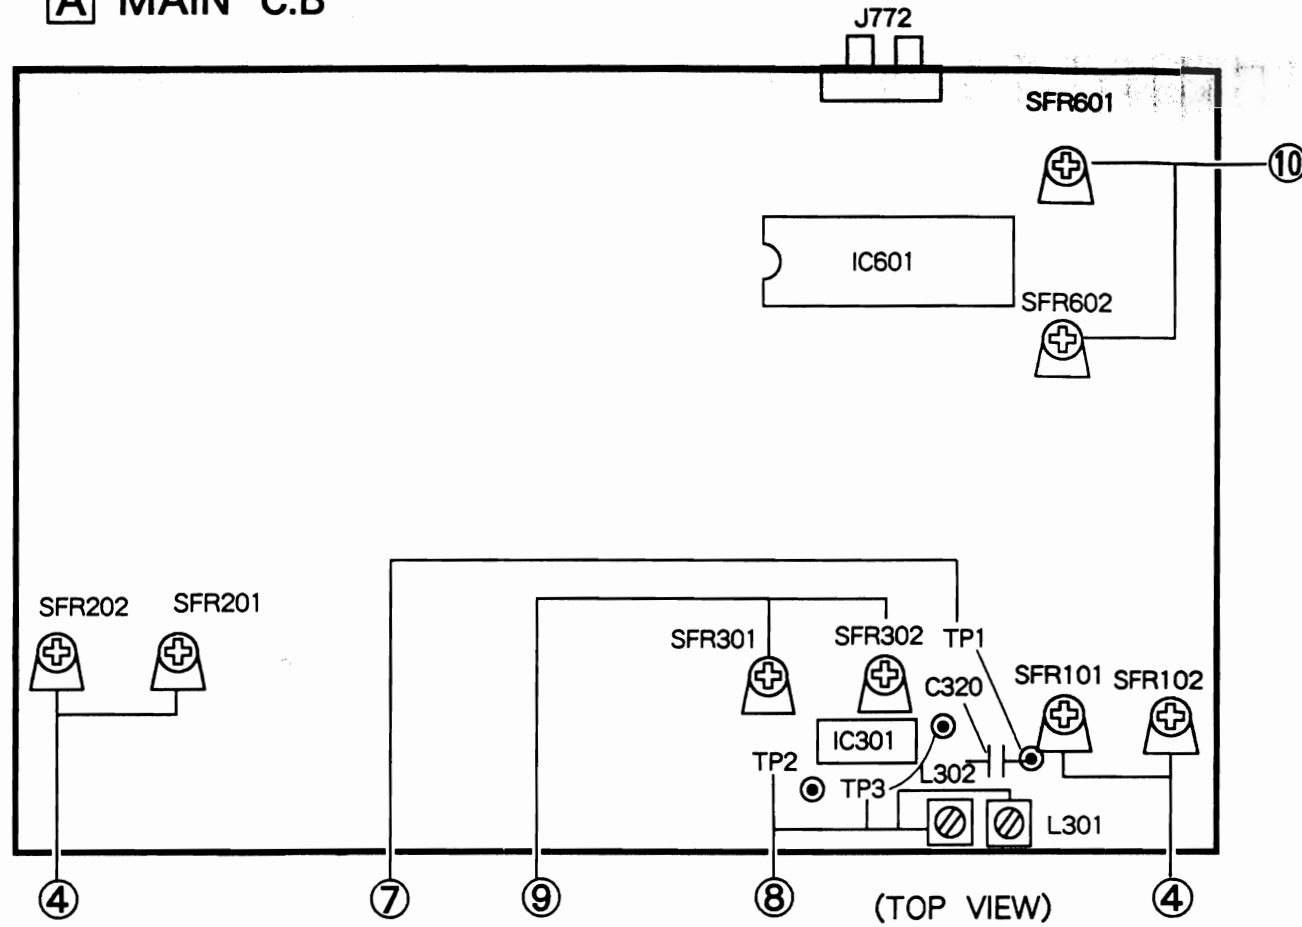 A MAIN C.B
J772
SFR601
10
IC601
SFR602
SFR202
SFR201
SFR301
SFR302
TP1
C320
SFR101
SFR102
IC301
TP2
TP3
L302
L301
4
7
9
8
(TOP VIEW)
4